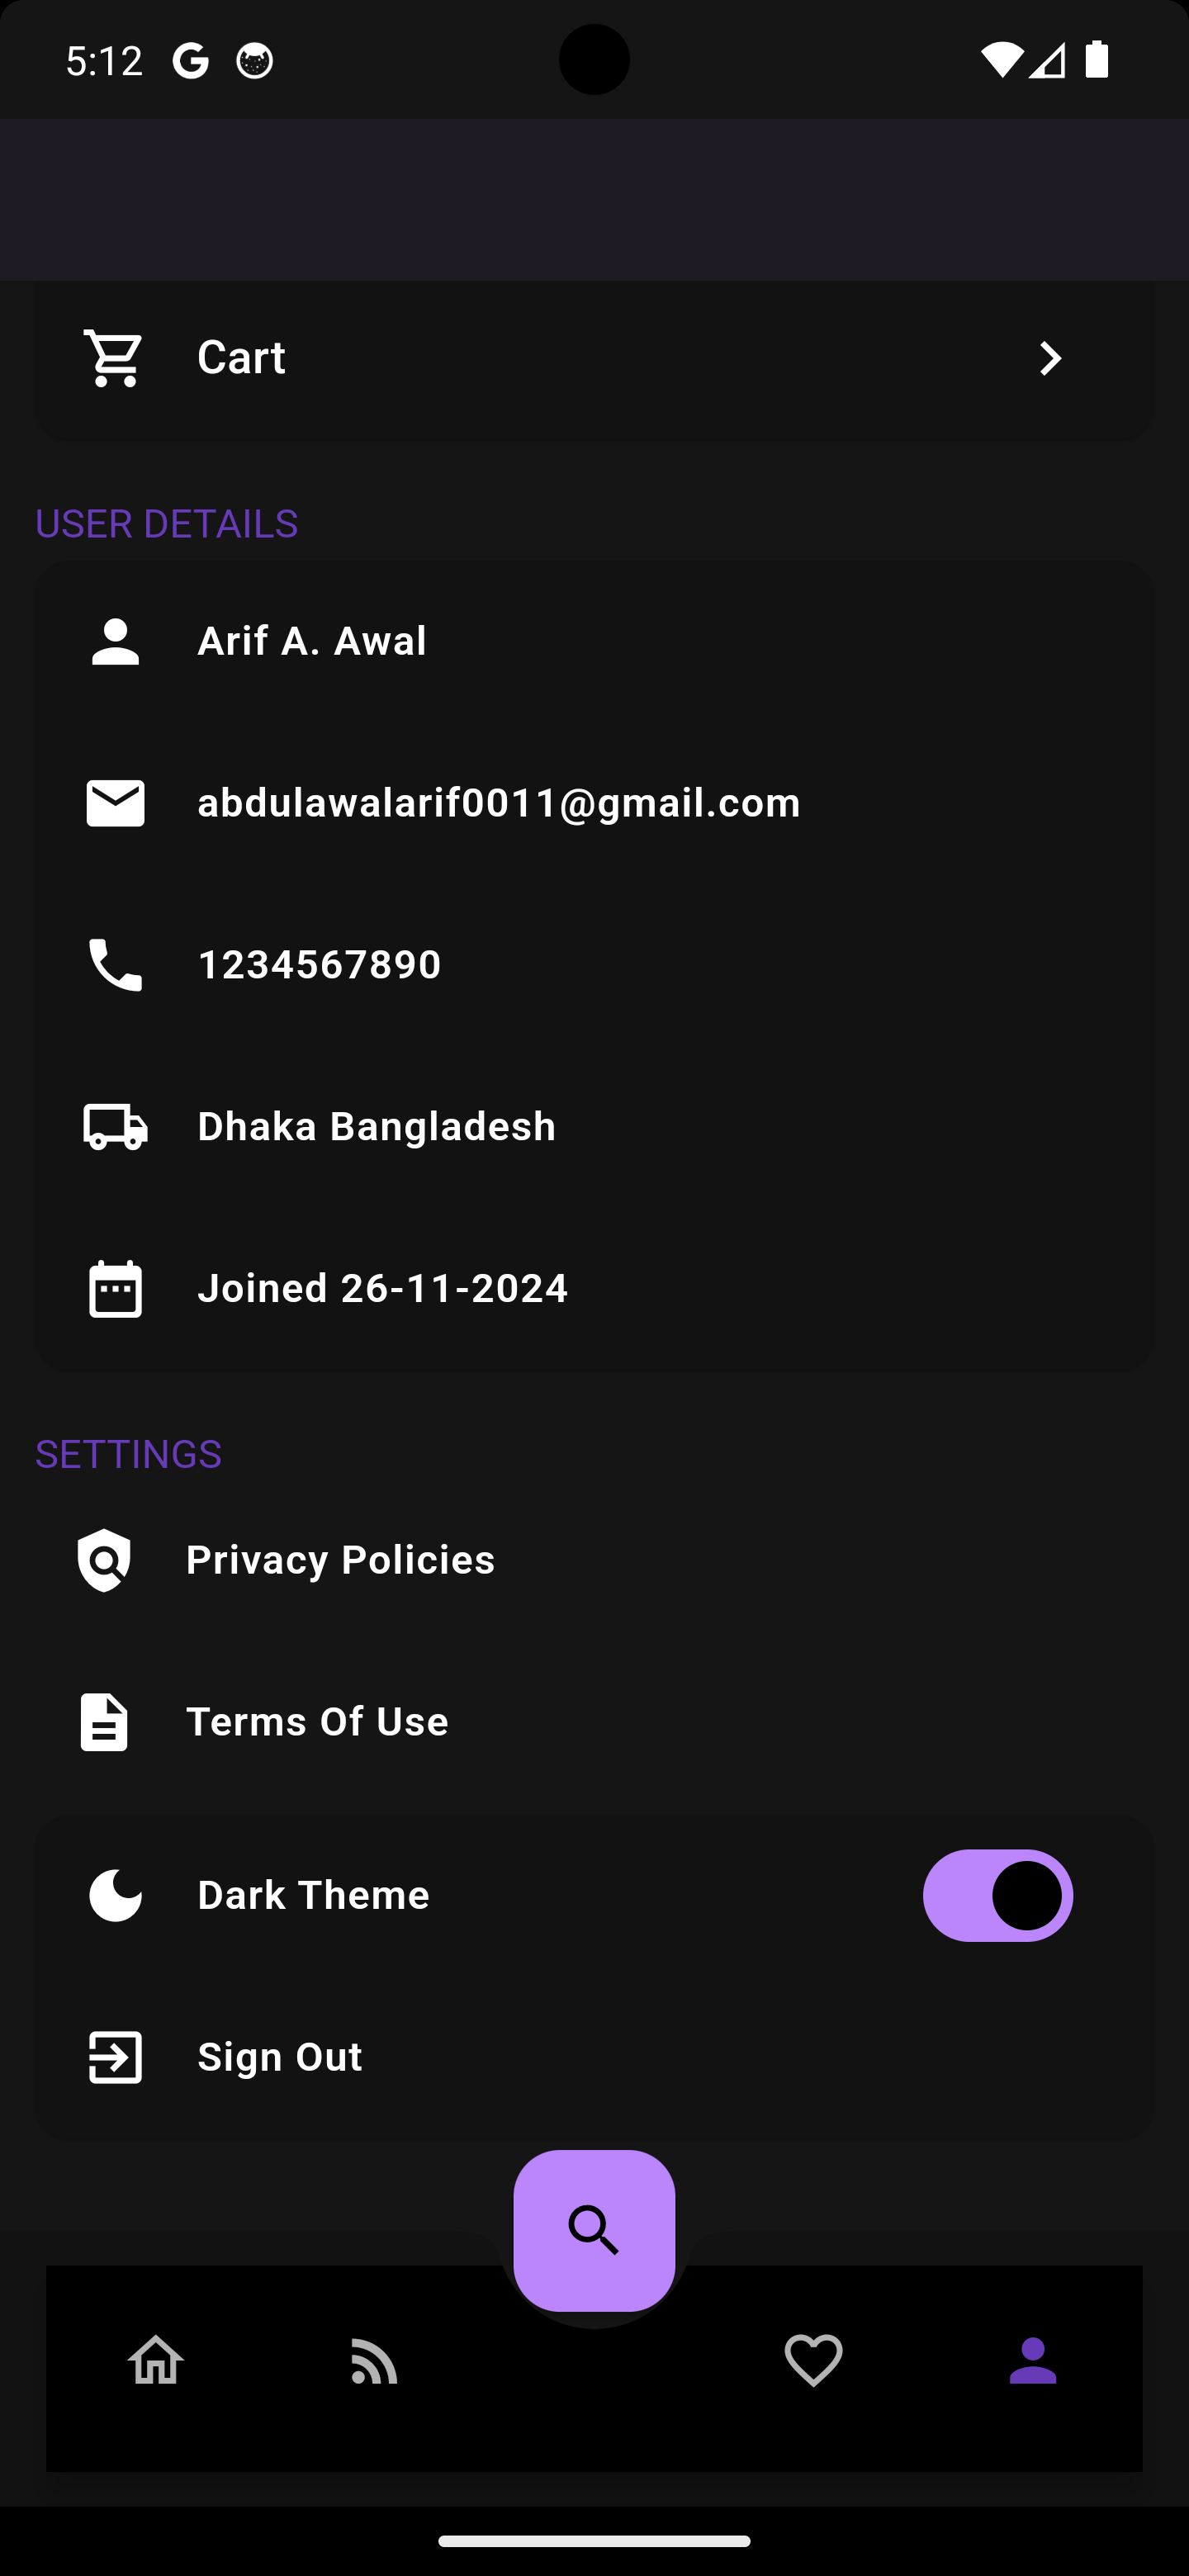 5:12
Cart
USER DETAILS
Arif A. Awal
abdulawalarif0011@gmail.com
1234567890
Dhaka Bangladesh
Joined 26-11-2024
SETTINGS
Privacy Policies
Terms Of Use
Dark Theme
Sign Out